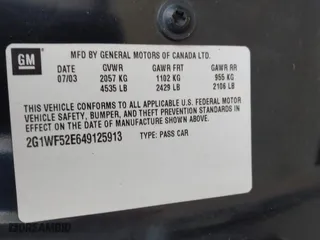 GM
MFD BY GENERAL MOTORS OF CANADA LTD.
DATE GVWR GAWR FRT GAWR RR
07/03 2057 KG 1102 KG 955 KG
4535 LB 2429 LB 2106 LB
THIS VEHICLE CONFORMS TO ALL APPLICABLE U.S. FEDERAL MOTOR
VEHICLE SAFETY, BUMPER, AND THEFT PREVENTION STANDARDS
IN EFFECT ON THE DATE OF MANUFACTURE SHOWN ABOVE.
2G1WF52E649125913 TYPE: PASS CAR